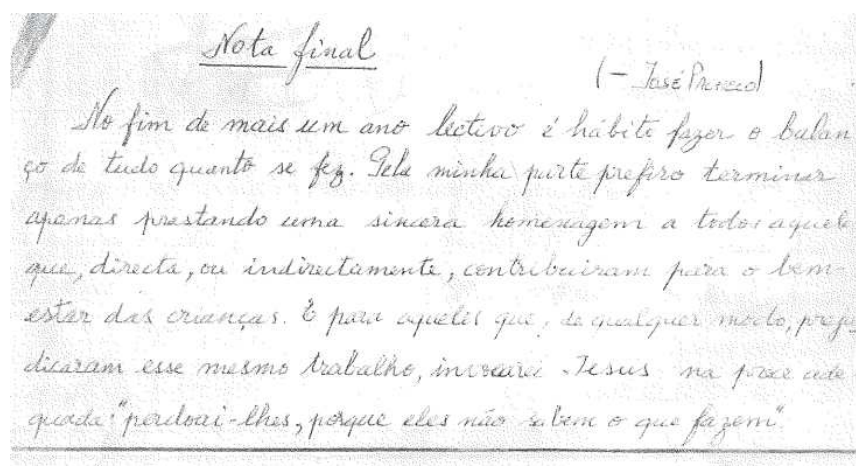 Nota final
(- José
No fim de mais um ano lectivo é hábito fazer o balan
ço de tudo quanto se fez. Pela minha parte prefiro terminar
apenas prestando uma sincera homenagem a todos aquele
que, directa, ou indirectamente, contribuiram para o bem-
estar das crianças. E para aqueles que, de qualquer modo, preju
dicaram esse mesmo trabalho, invocarei Jesus na prece ade
quada: "perdoai-lhes, porque eles não sabem o que fazem".